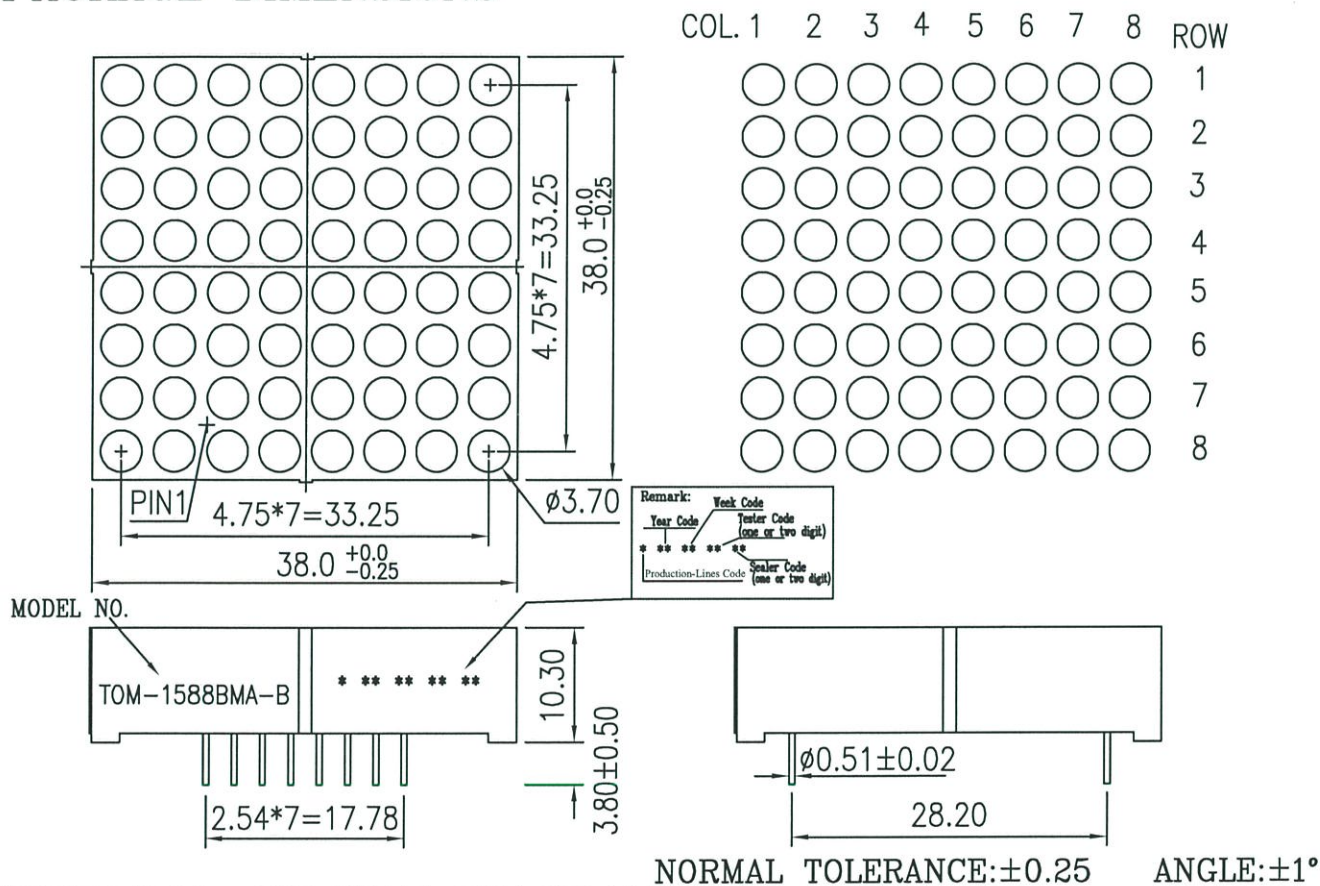 COL. 1 2 3 4 5 6 7 8 ROW
1
2
3
4
5
6
7
8
4.75*7=33.25
38.0 +0.0 -0.25
PIN1
4.75*7=33.25
ø3.70
38.0 +0.0 -0.25
Remark:
Week Code
Year Code
Tester Code
(one or two digit)
* ** ** ** **
Production-Lines Code
Sealer Code
(one or two digit)
MODEL NO.
TOM-1588BMA-B
* ** ** ** **
10.30
3.80±0.50
2.54*7=17.78
ø0.51±0.02
28.20
NORMAL TOLERANCE:±0.25 ANGLE:±1°